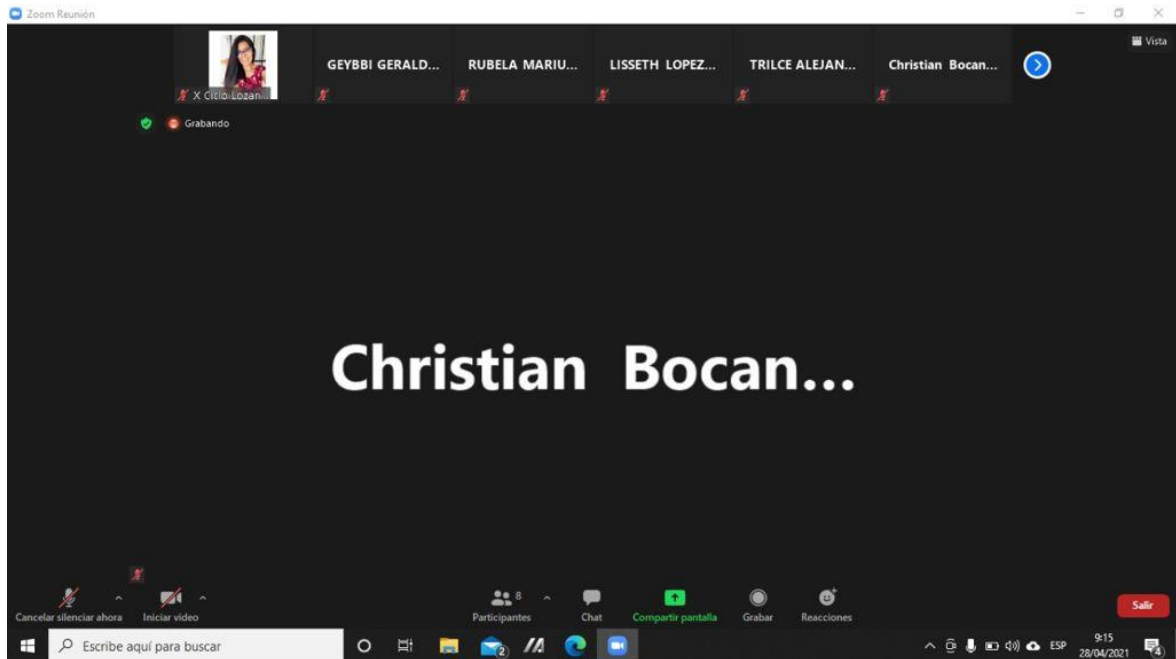 Zoom Reunión
Vista
X Ciclo Lozan...
GEYBBI GERALD...
RUBELA MARIU...
LISSETH LOPEZ...
TRILCE ALEJAN...
Christian Bocan...
Grabando
Christian Bocan...
Cancelar silenciar ahora
Iniciar video
8
Participantes
Chat
Compartir pantalla
Grabar
Reacciones
Salir
Escribe aquí para buscar
2
ESP
9:15
28/04/2021
4